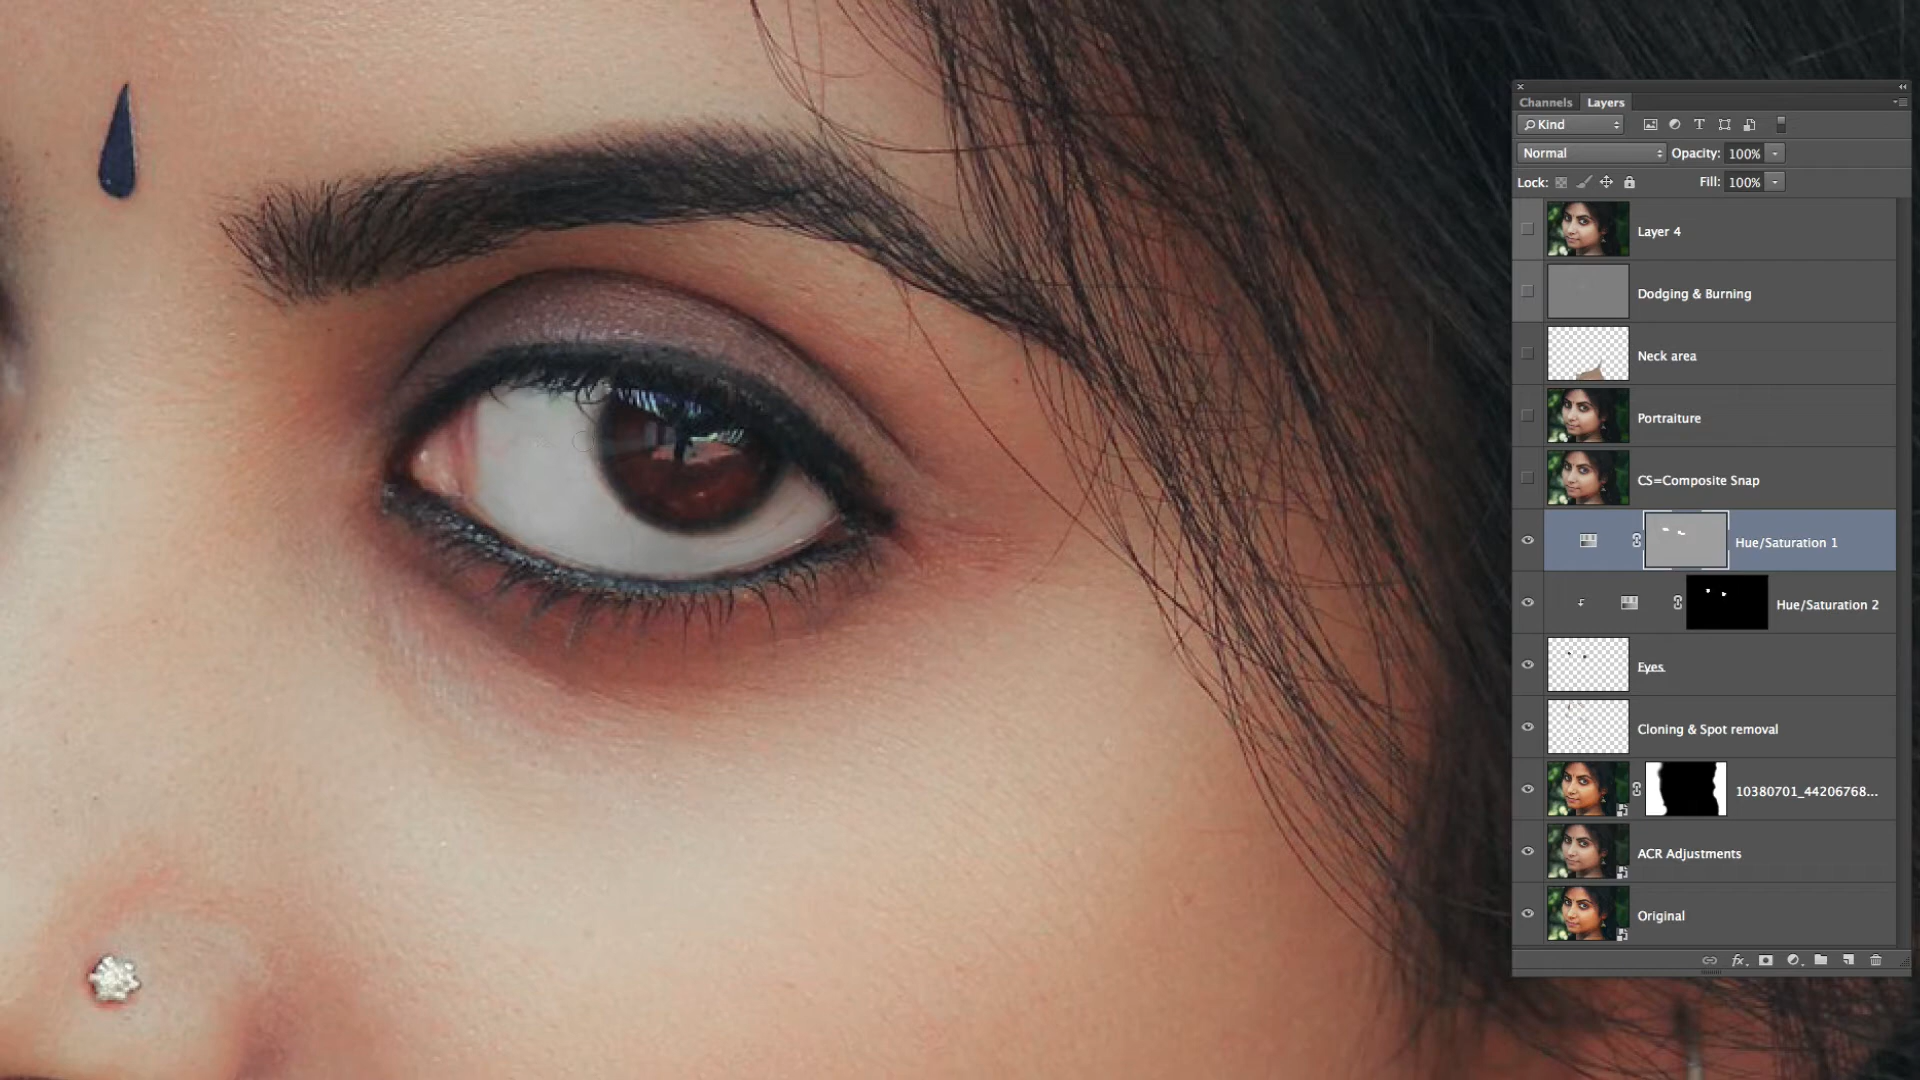 Channels Layers
Kind
Normal Opacity: 100%
Lock: Fill: 100%
Layer 4
Dodging & Burning
Neck area
Portraiture
CS=Composite Snap
Hue/Saturation 1
Hue/Saturation 2
Eyes
Cloning & Spot removal
10380701_44206768...
ACR Adjustments
Original
fx